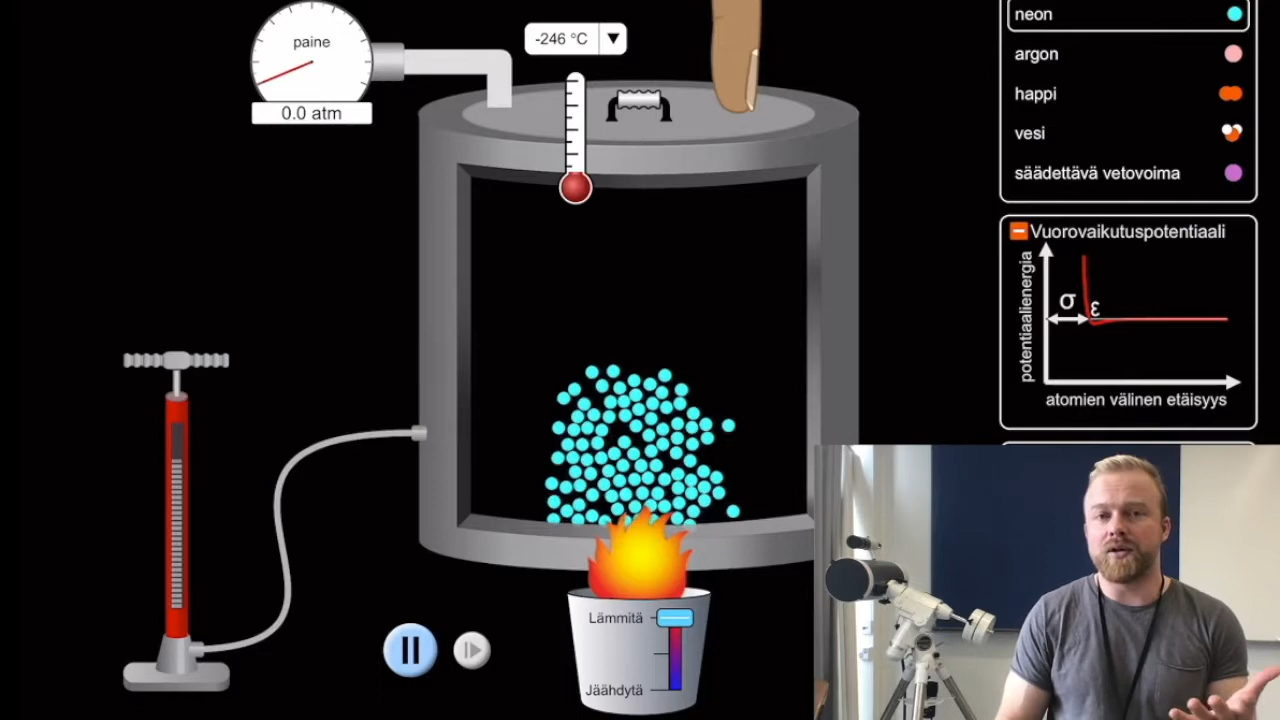 paine
0.0 atm
-246 °C
neon
argon
happi
vesi
säädettävä vetovoima
Vuorovaikutuspotentiaali
potentiaalienergia
σ
ε
atomien välinen etäisyys
Lämmitä
Jäähdytä